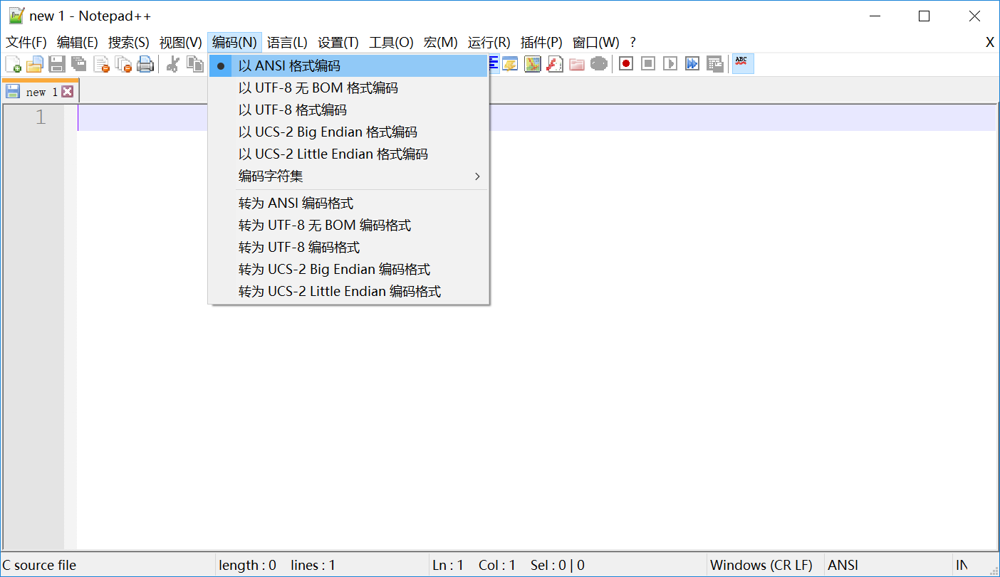 new 1 - Notepad++
文件(F) 编辑(E) 搜索(S) 视图(V) 编码(N) 语言(L) 设置(T) 工具(O) 宏(M) 运行(R) 插件(P) 窗口(W) ? X
ABC
new 1
以 ANSI 格式编码
以 UTF-8 无 BOM 格式编码
以 UTF-8 格式编码
以 UCS-2 Big Endian 格式编码
以 UCS-2 Little Endian 格式编码
编码字符集
转为 ANSI 编码格式
转为 UTF-8 无 BOM 编码格式
转为 UTF-8 编码格式
转为 UCS-2 Big Endian 编码格式
转为 UCS-2 Little Endian 编码格式
1
C source file length : 0 lines : 1 Ln : 1 Col : 1 Sel : 0 | 0 Windows (CR LF) ANSI IN